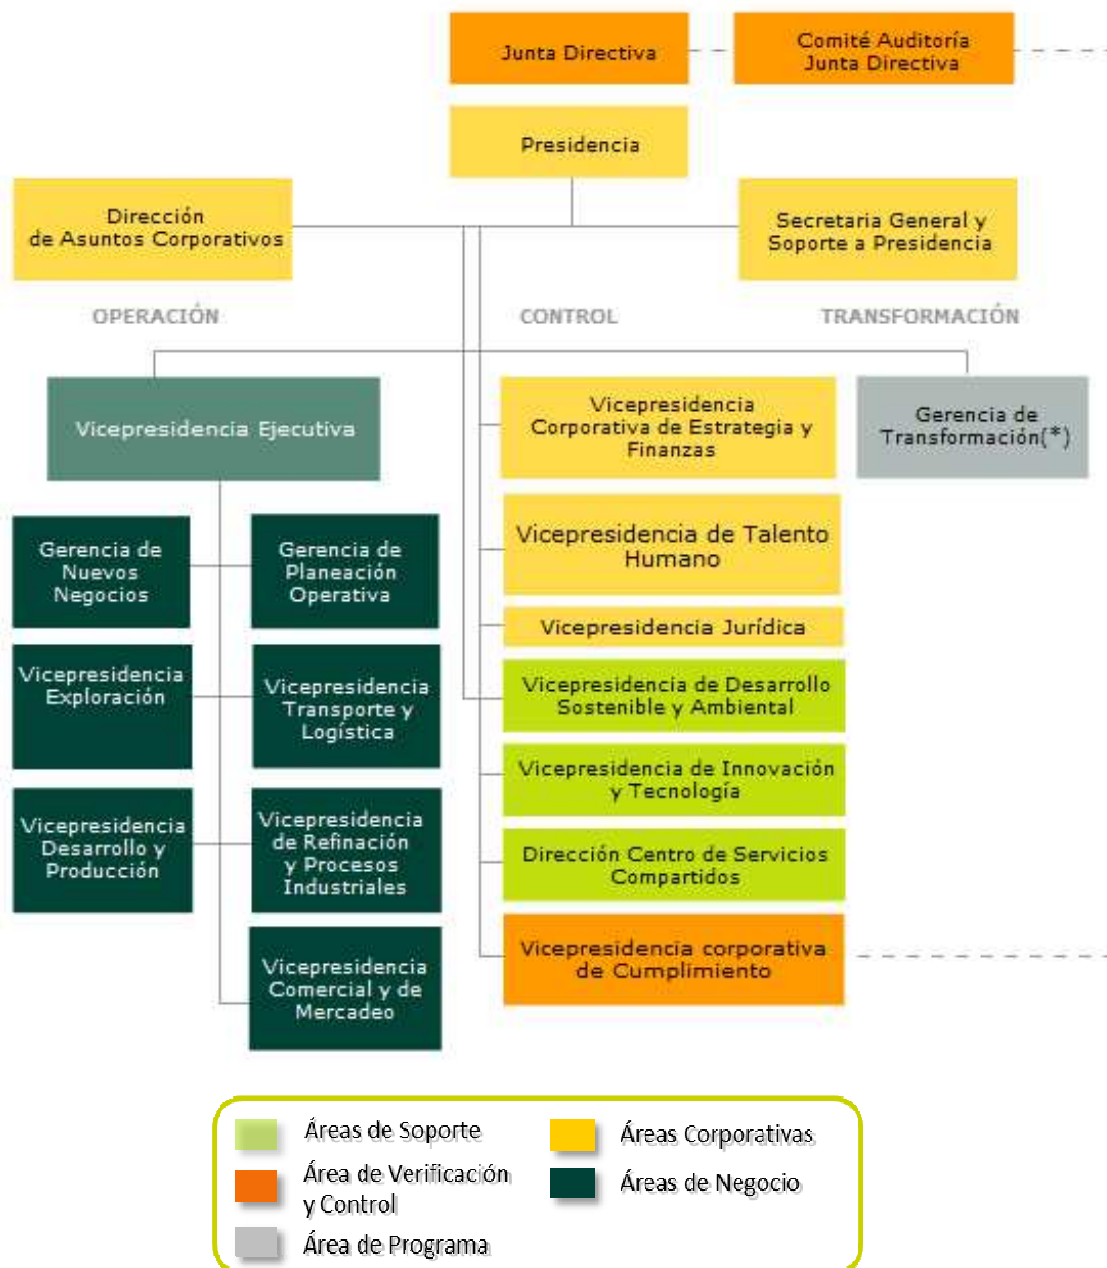 Junta Directiva
Comité Auditoría
Junta Directiva
Presidencia
Dirección
de Asuntos Corporativos
Secretaria General y
Soporte a Presidencia
OPERACIÓN
CONTROL
TRANSFORMACIÓN
Vicepresidencia Ejecutiva
Vicepresidencia
Corporativa de Estrategia y
Finanzas
Gerencia de
Transformación(*)
Gerencia de
Nuevos
Negocios
Gerencia de
Planeación
Operativa
Vicepresidencia de Talento
Humano
Vicepresidencia Jurídica
Vicepresidencia
Exploración
Vicepresidencia
Transporte y
Logística
Vicepresidencia de Desarrollo
Sostenible y Ambiental
Vicepresidencia de Innovación
y Tecnología
Vicepresidencia
Desarrollo y
Producción
Vicepresidencia
de Refinación
y Procesos
Industriales
Dirección Centro de Servicios
Compartidos
Vicepresidencia corporativa
de Cumplimiento
Vicepresidencia
Comercial y de
Mercadeo
Áreas de Soporte
Áreas Corporativas
Área de Verificación
y Control
Áreas de Negocio
Área de Programa